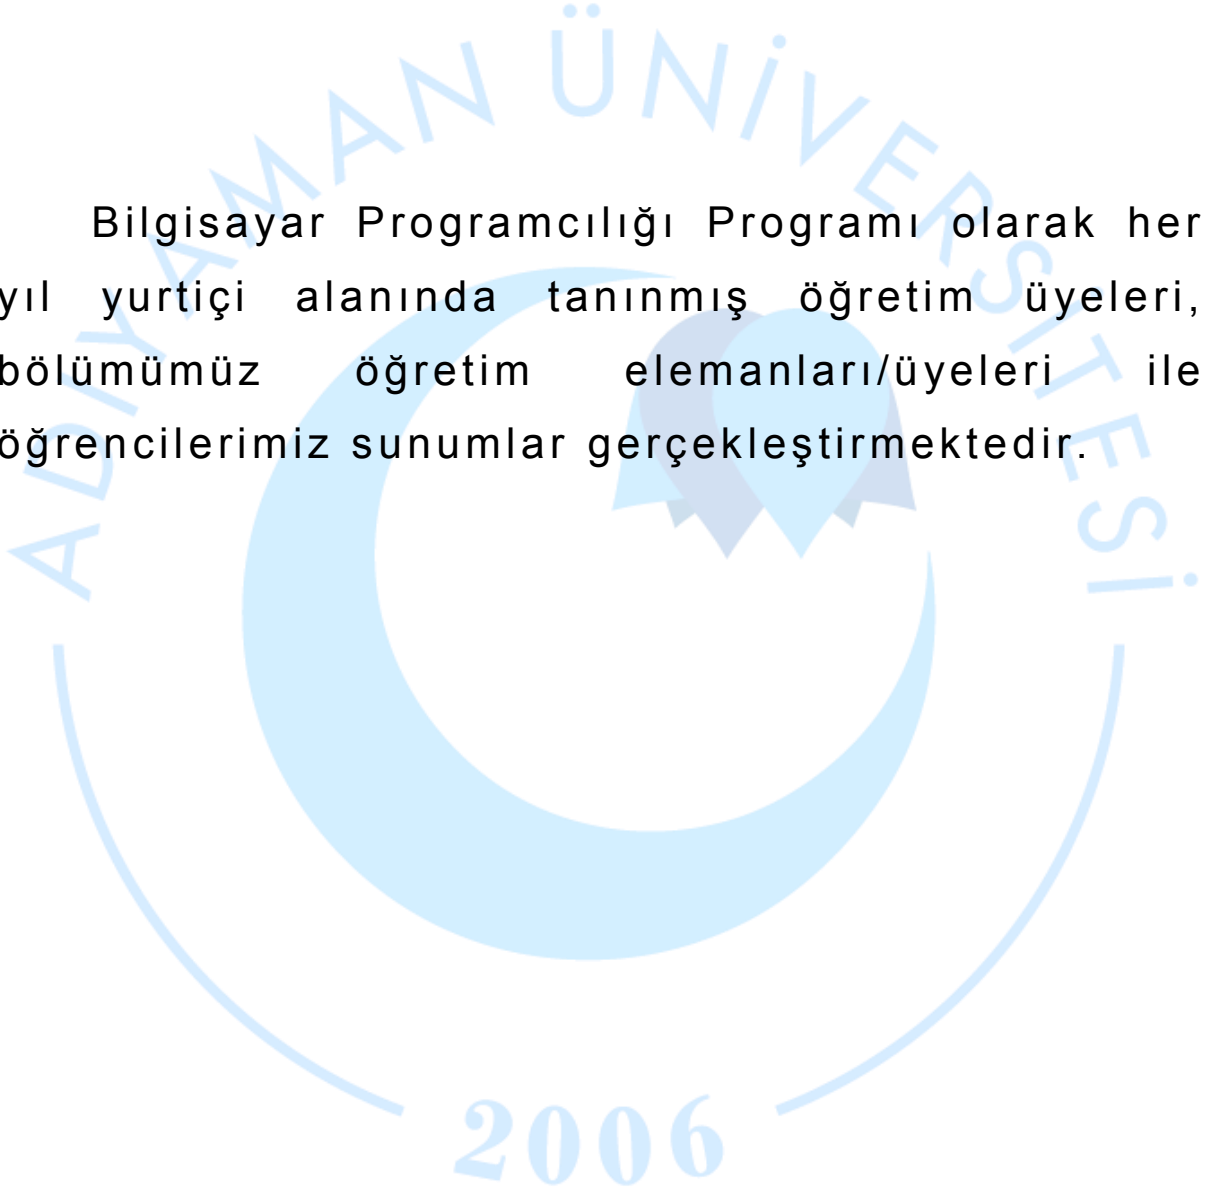 ADIYAMAN ÜNİVERSİTESİ
Bilgisayar Programcılığı Programı olarak her
yıl yurtiçi alanında tanınmış öğretim üyeleri,
bölümümüz öğretim elemanları/üyeleri ile
öğrencilerimiz sunumlar gerçekleştirmektedir.
2006